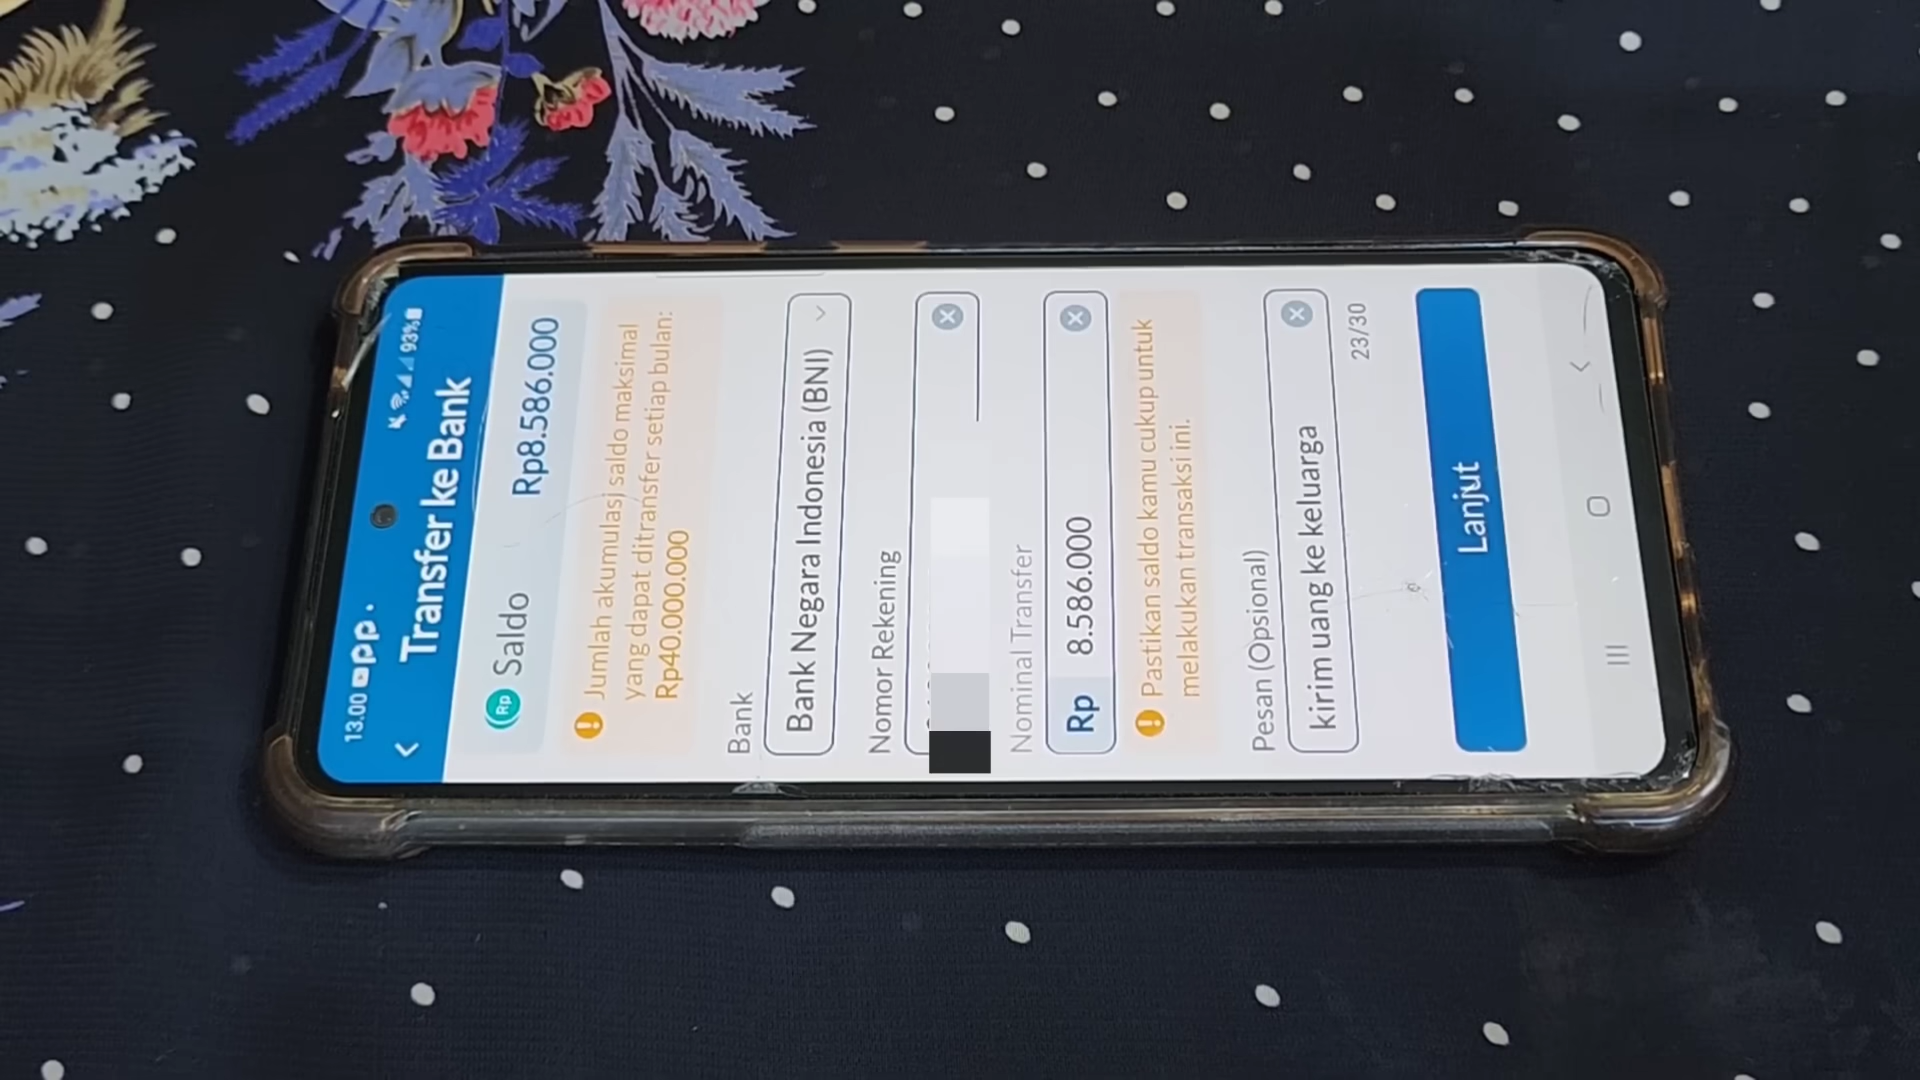 13.00
93%
Transfer ke Bank
Rp Saldo Rp8.586.000
Jumlah akumulasi saldo maksimal
yang dapat ditransfer setiap bulan:
Rp40.000.000
Bank
Bank Negara Indonesia (BNI)
Nomor Rekening
Nominal Transfer
Rp 8.586.000
Pastikan saldo kamu cukup untuk
melakukan transaksi ini.
Pesan (Opsional)
kirim uang ke keluarga
23/30
Lanjut